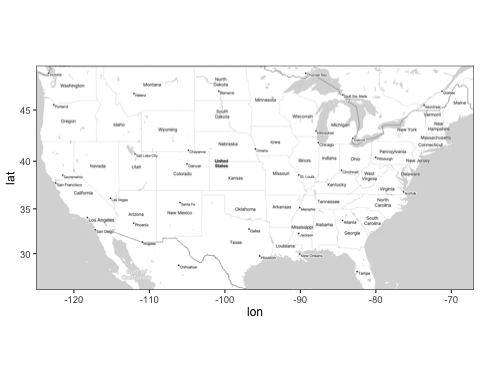 Washington
Montana
North
Dakota
Minnesota
Helena
Bismarck
Thunder Bay
Sault Ste. Marie
Quebec
Maine
Portland
Oregon
Idaho
Wyoming
South
Dakota
Wisconsin
Michigan
Montreal
Vermont
New
Hampshire
New York
Massachusetts
Connecticut
Milwaukee
Toronto
Salt Lake City
Cheyenne
Nebraska
Iowa
Omaha
Chicago
Pennsylvania
Pittsburgh
New Jersey
Nevada
Utah
Denver
Colorado
United
States
Kansas
Illinois
Indiana
Ohio
Cincinnati
West
Virginia
Delaware
Sacramento
San Francisco
California
Missouri
St. Louis
Kentucky
Virginia
Norfolk
Las Vegas
Santa Fe
Oklahoma
Arkansas
Tennessee
Memphis
North
Carolina
Los Angeles
San Diego
Arizona
Phoenix
New Mexico
Mississippi
Alabama
Atlanta
Georgia
South
Carolina
Dallas
Texas
Jackson
Louisiana
Houston
New Orleans
Chihuahua
Tampa
45
40
35
30
lat
-120
-110
-100
-90
-80
-70
lon